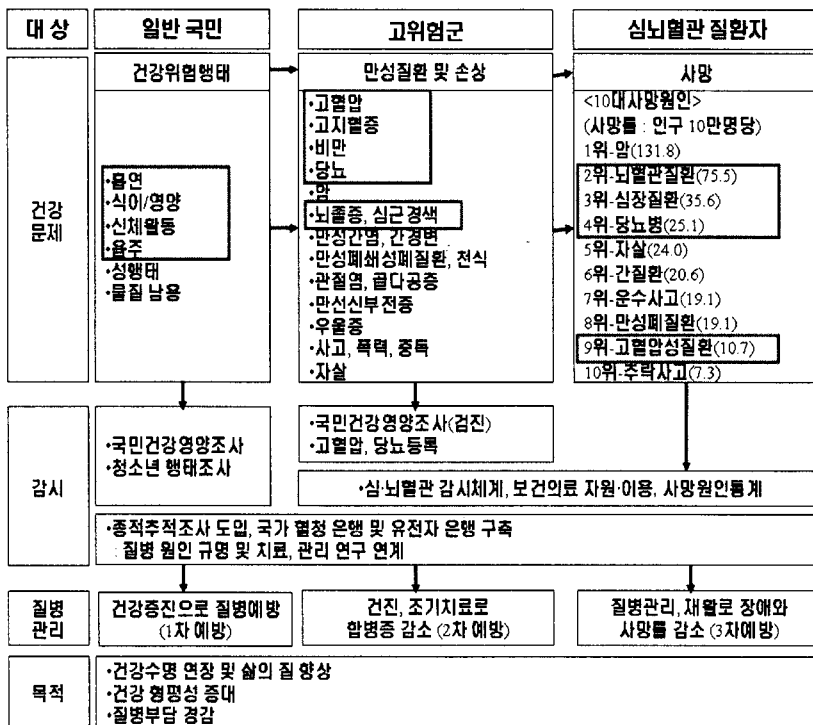 대 상
일반 국민
고위험군
심뇌혈관 질환자
건강
문제
건강위험행태
•흡연
•식이/영양
•신체활동
•음주
•성행태
•물질 남용
만성질환 및 손상
•고혈압
•고지혈증
•비만
•당뇨
•암
•뇌졸증, 심근경색
•만성간염, 간경변
•만성폐쇄성폐질환, 천식
•관절염, 골다공증
•만선신부전증
•우울증
•사고, 폭력, 중독
•자살
사망
<10대사망원인>
(사망률 : 인구 10만명당)
1위-암(131.8)
2위-뇌혈관질환(75.5)
3위-심장질환(35.6)
4위-당뇨병(25.1)
5위-자살(24.0)
6위-간질환(20.6)
7위-운수사고(19.1)
8위-만성폐질환(19.1)
9위-고혈압성질환(10.7)
10위-추락사고(7.3)
감시
•국민건강영양조사
•청소년 행태조사
•국민건강영양조사(검진)
•고혈압, 당뇨등록
•심·뇌혈관 감시체계, 보건의료 자원·이용, 사망원인통계
•종적추적조사 도입, 국가 혈청 은행 및 유전자 은행 구축
: 질병 원인 규명 및 치료, 관리 연구 연계
질병
관리
건강증진으로 질병예방
(1차 예방)
건진, 조기치료로
합병증 감소 (2차 예방)
질병관리, 재활로 장애와
사망률 감소 (3차예방)
목적
•건강수명 연장 및 삶의 질 향상
•건강 형평성 증대
•질병부담 경감